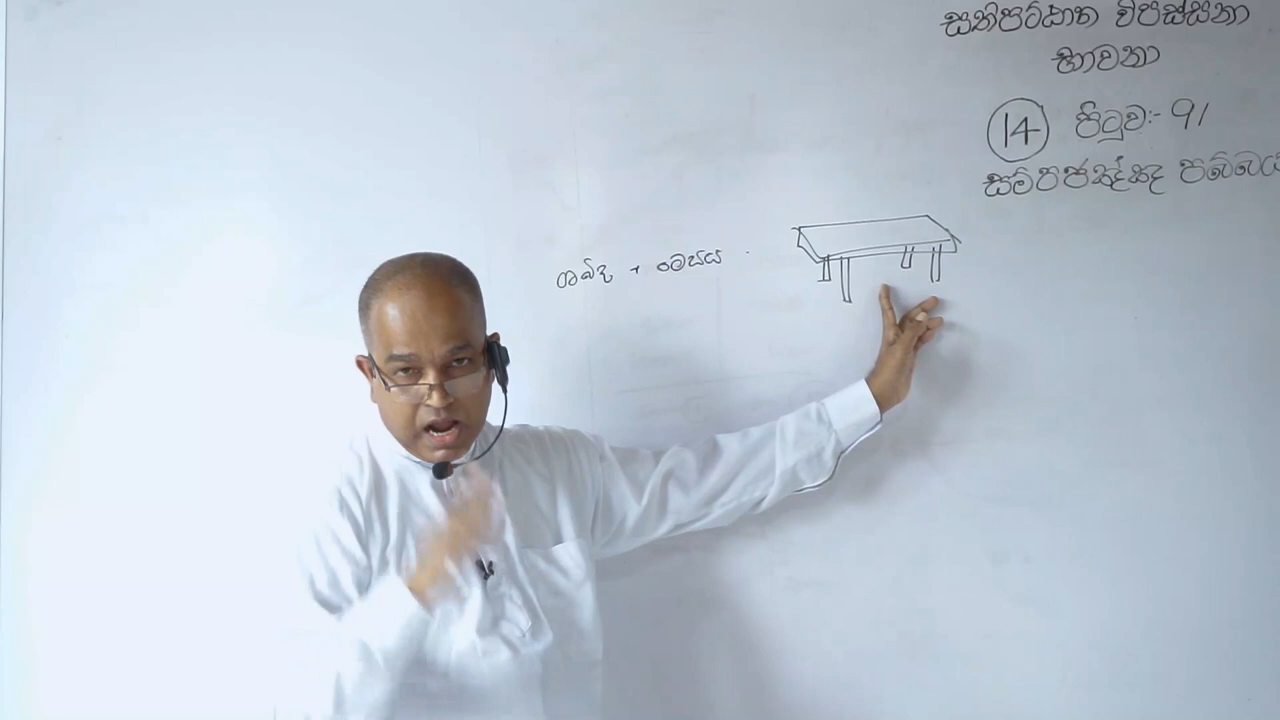 සතිපට්ඨාන විපස්සනා
භාවනා
14 පිටුව:- 91
සම්පජඤ්ඤ පබ්බය
ශබ්ද + මේසය